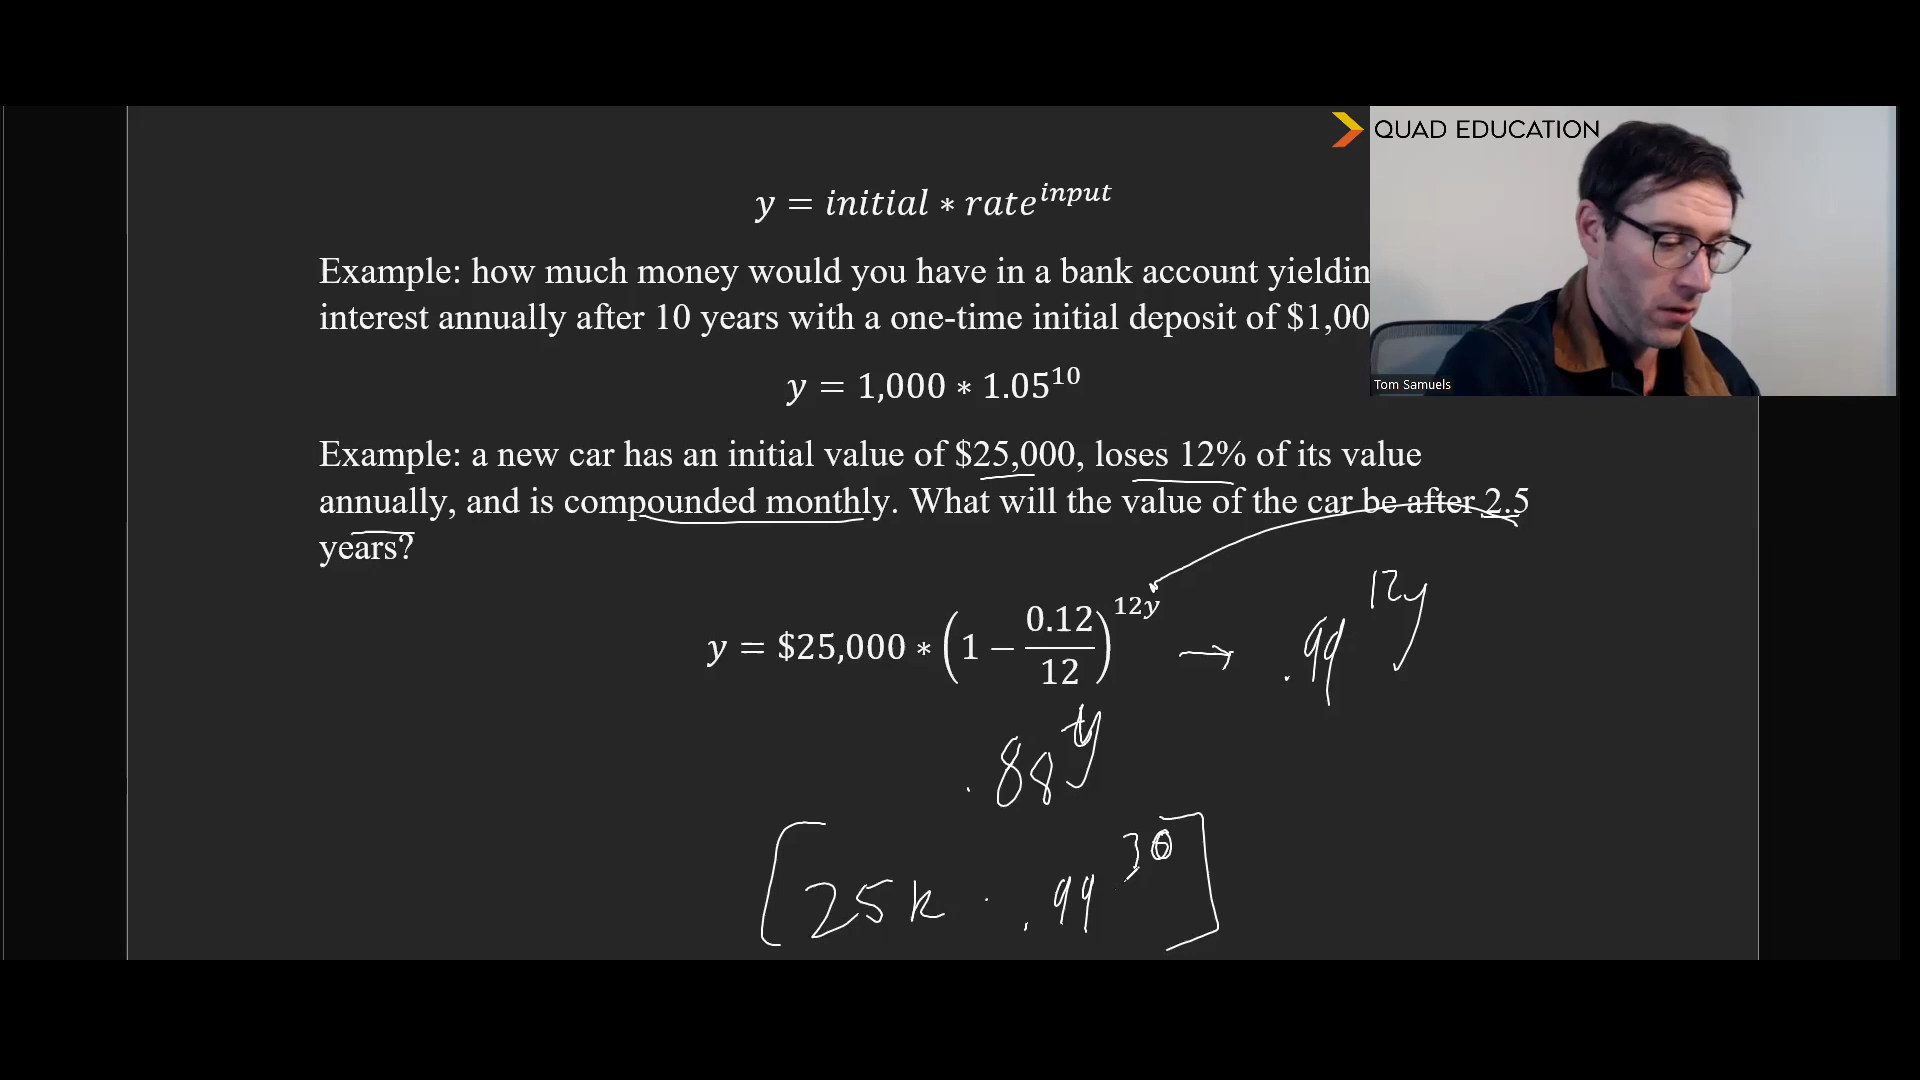 QUAD EDUCATION
y = initial * rate^input
Example: how much money would you have in a bank account yieldin
interest annually after 10 years with a one-time initial deposit of $1,00
Tom Samuels
y = 1,000 * 1.05^10
Example: a new car has an initial value of $25,000, loses 12% of its value
annually, and is compounded monthly. What will the value of the car be after 2.5
years?
y = $25,000 * (1 − 0.12/12)^12y → .99^12y
.88^y
[25k · .99^30]